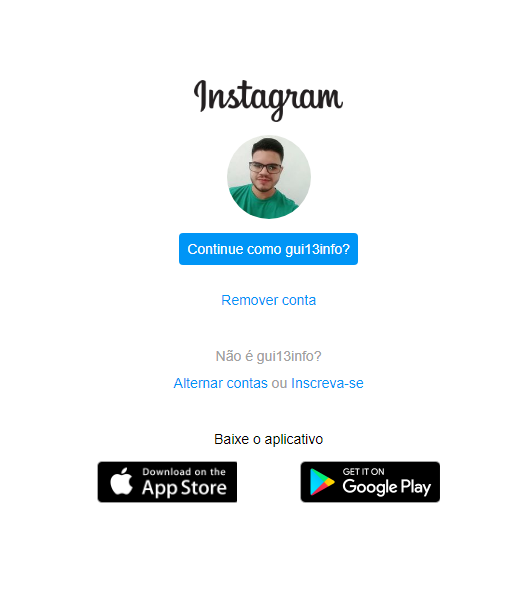 Instagram
Continue como gui13info?
Remover conta
Não é gui13info?
Alternar contas ou Inscreva-se
Baixe o aplicativo
Download on the
App Store
GET IT ON
Google Play